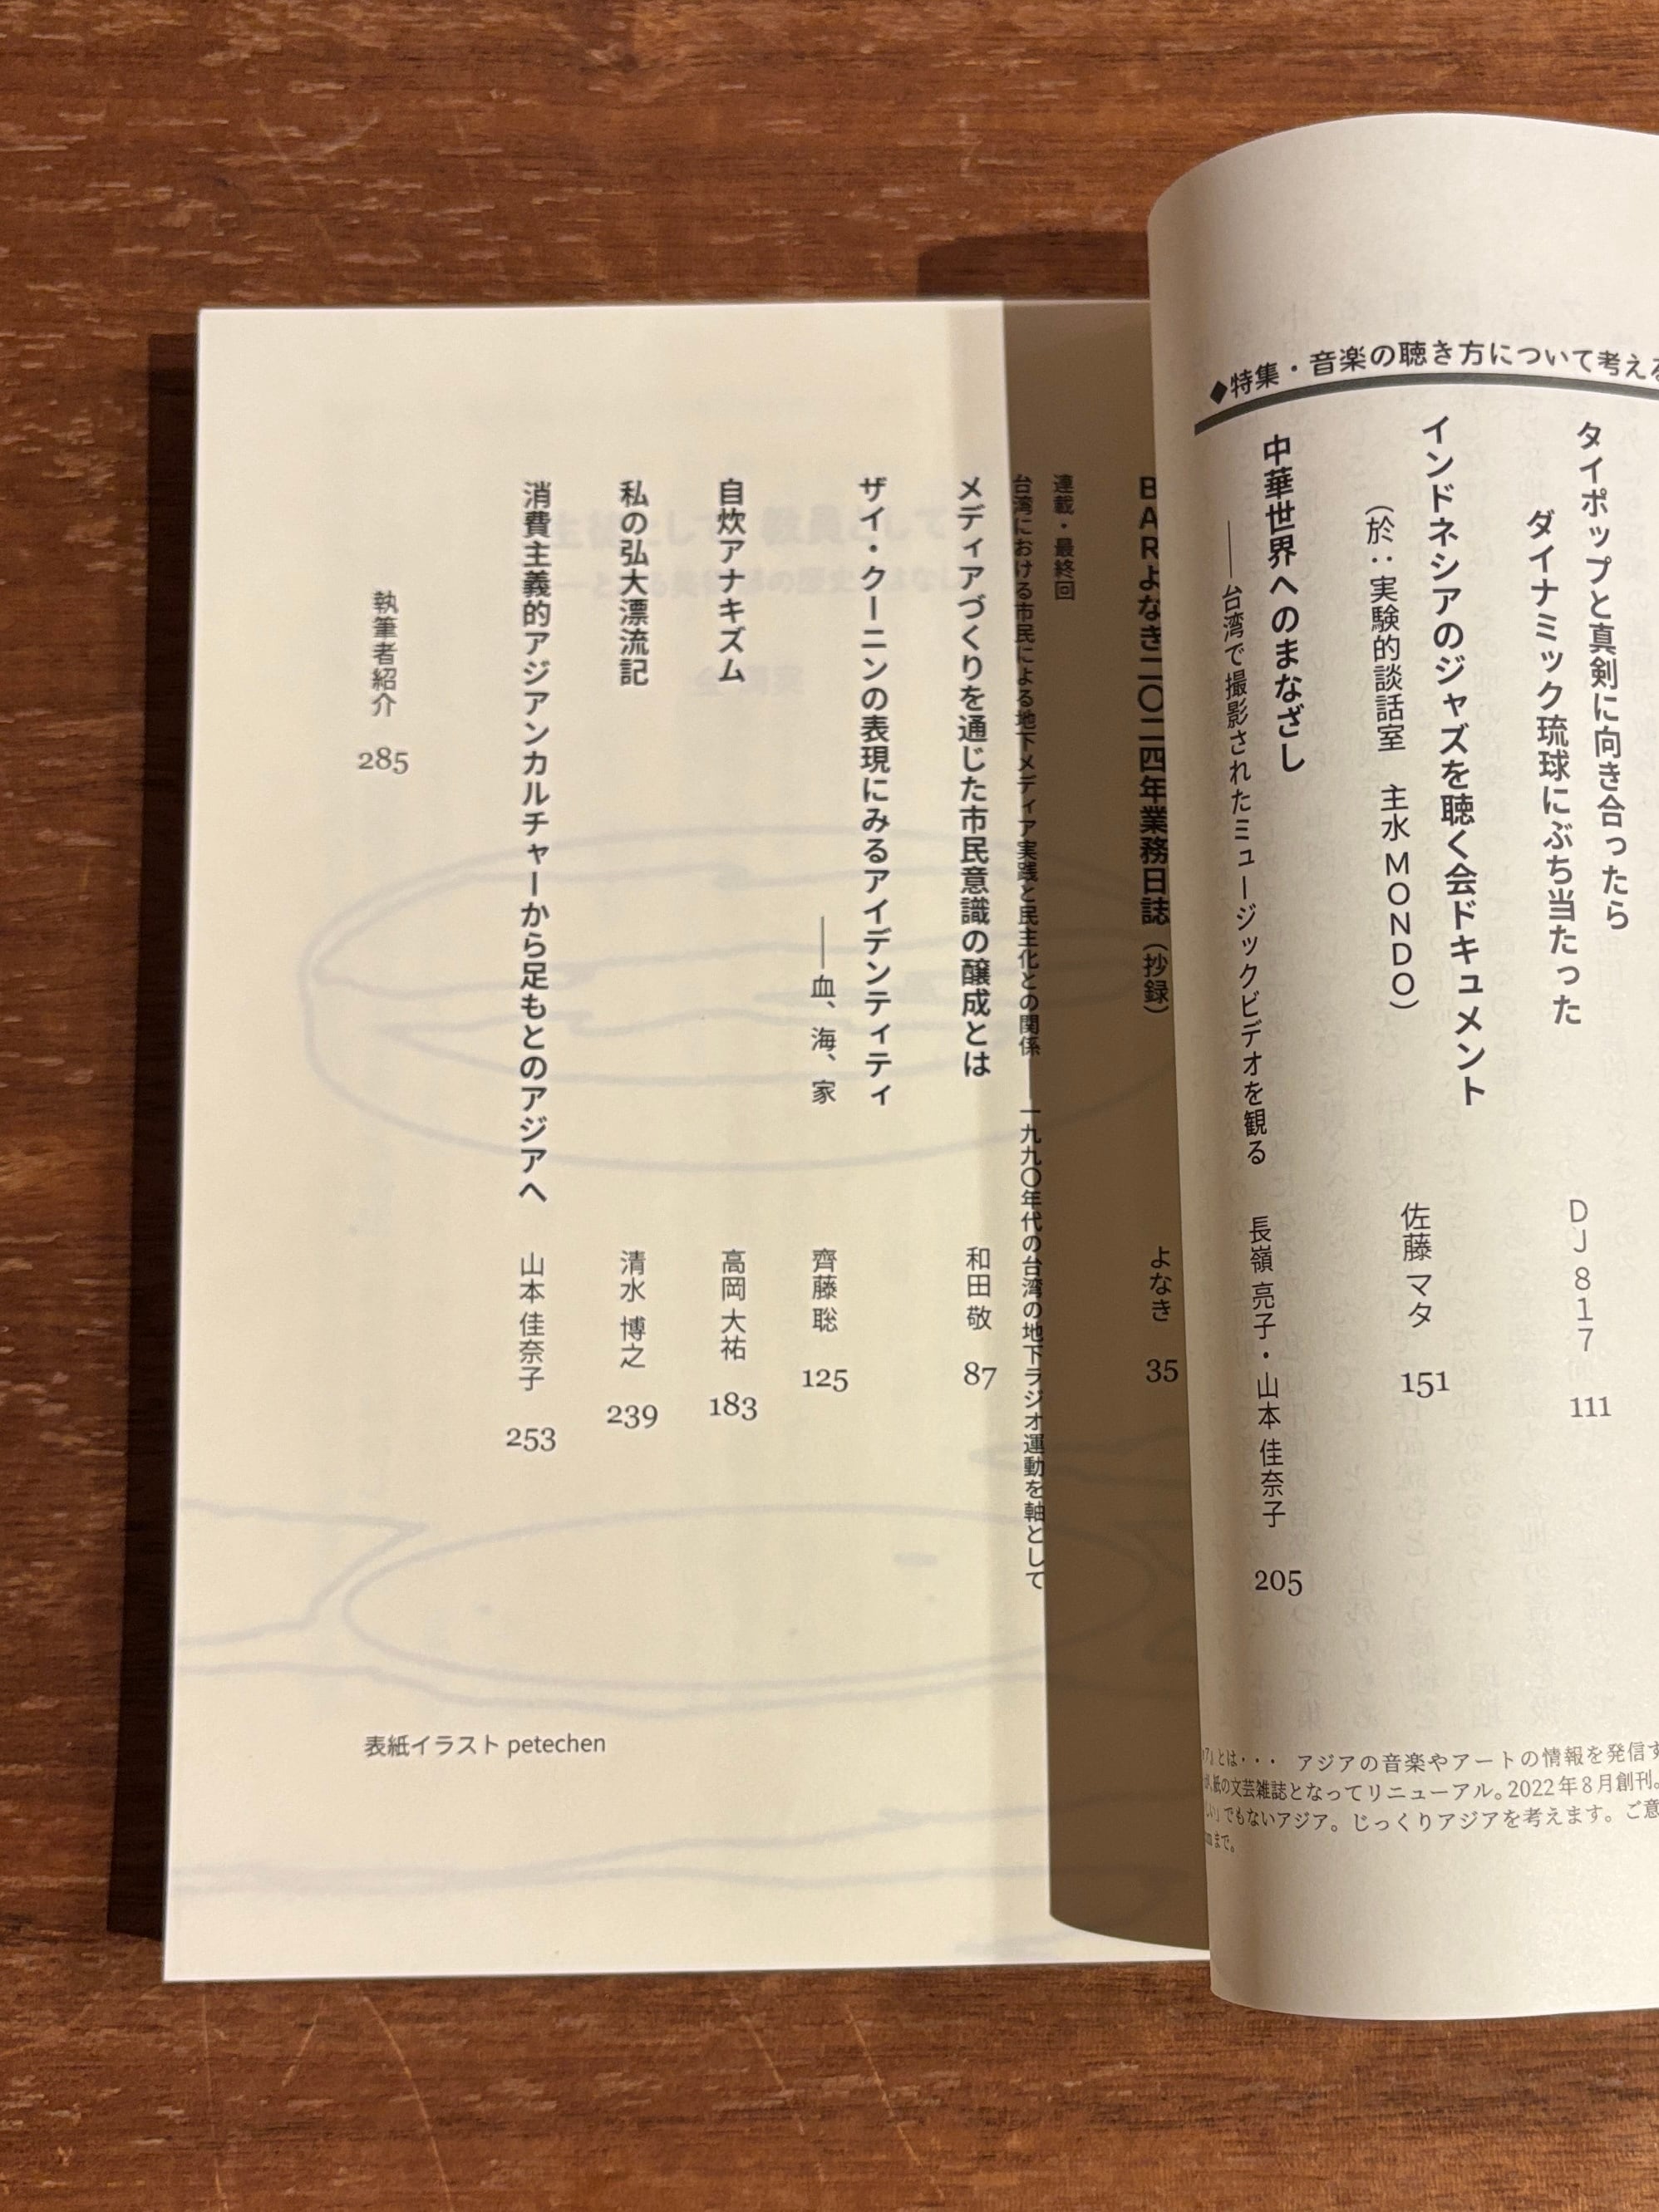 ◆特集・音楽の聴き方について考える
タイポップと真剣に向き合ったら
ダイナミック琉球にぶち当たった
DJ817
111
インドネシアのジャズを聴く会ドキュメント
（於：実験的談話室　主水MONDO）
佐藤 マタ
151
中華世界へのまなざし
――台湾で撮影されたミュージックビデオを観る
長嶺 亮子・山本 佳奈子
205
とは・・・　アジアの音楽やアートの情報を発信す
紙の文芸雑誌となってリニューアル。2022年8月創刊。
でもないアジア。じっくりアジアを考えます。ご意
まで。
BARよなき二〇二四年業務日誌（抄録）
よなき
35
連載・最終回
台湾における市民による地下メディア実践と民主化との関係――一九九〇年代の台湾の地下ラジオ運動を軸として
メディアづくりを通じた市民意識の醸成とは
和田 敬
87
ザイ・クーニンの表現にみるアイデンティティ
――血、海、家
齊藤 聡
125
自炊アナキズム
高岡 大祐
183
私の弘大漂流記
清水 博之
239
消費主義的アジアンカルチャーから足もとのアジアへ
山本 佳奈子
253
執筆者紹介
285
表紙イラスト petechen